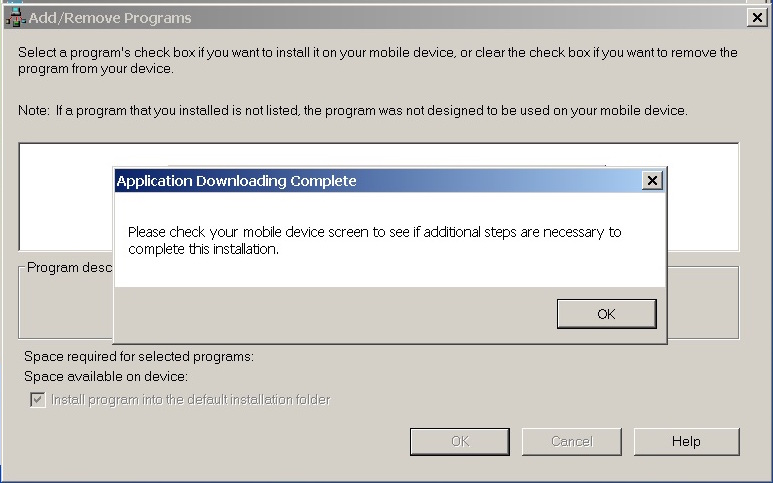 Add/Remove Programs
Select a program's check box if you want to install it on your mobile device, or clear the check box if you want to remove the
program from your device.
Note: If a program that you installed is not listed, the program was not designed to be used on your mobile device.
Application Downloading Complete
Please check your mobile device screen to see if additional steps are necessary to
complete this installation.
OK
Program desc
Space required for selected programs:
Space available on device:
Install program into the default installation folder
OK
Cancel
Help